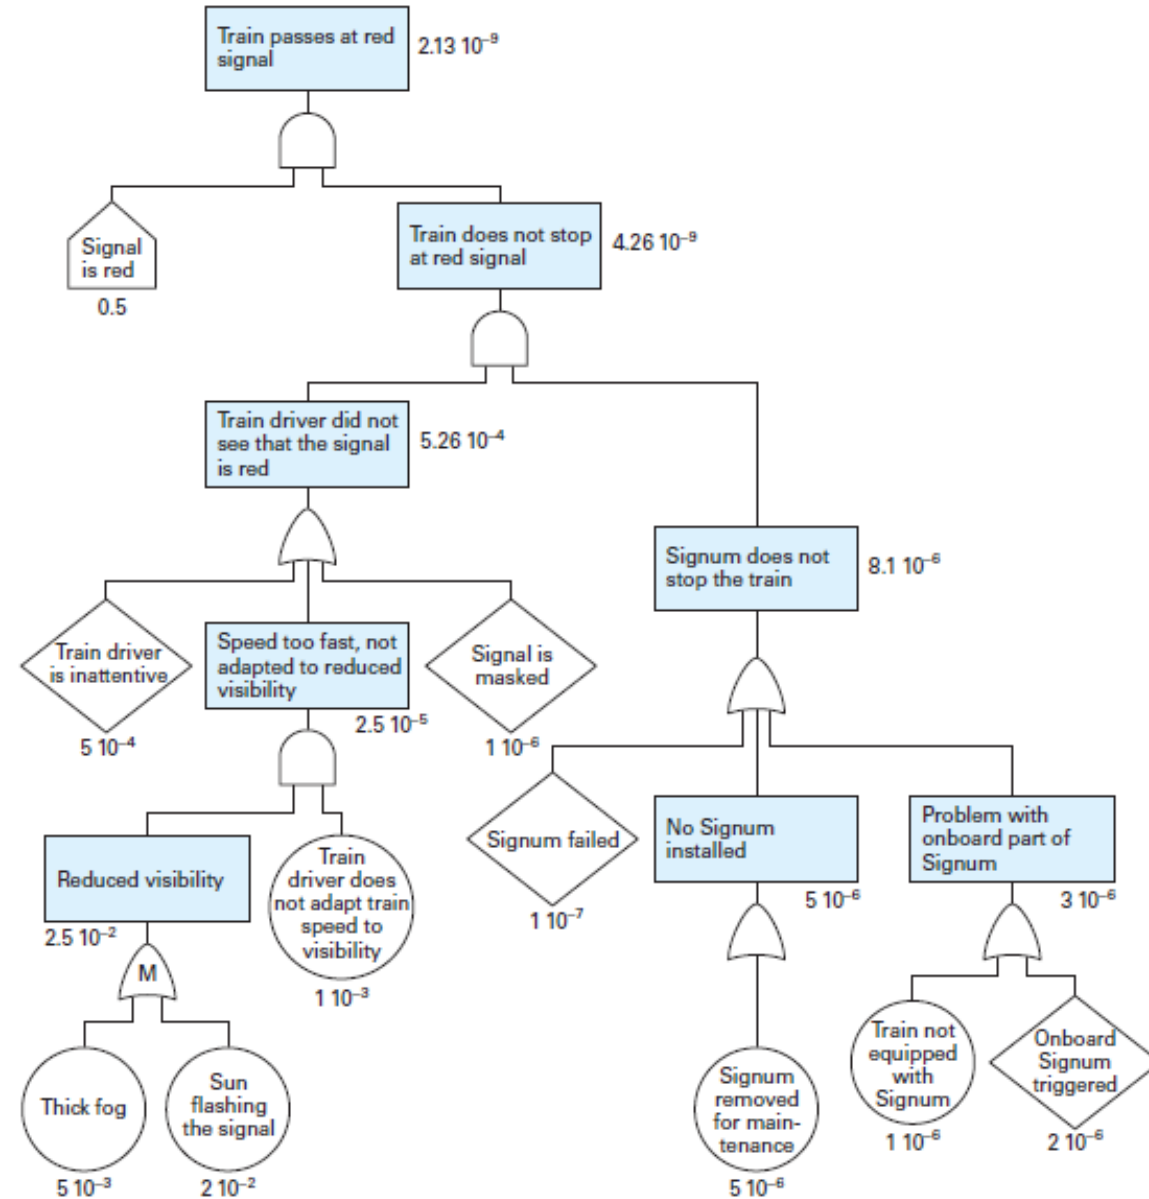 Train passes at red
signal
2.13 10⁻⁹
Signal
is red
0.5
Train does not stop
at red signal
4.26 10⁻⁹
Train driver did not
see that the signal
is red
5.26 10⁻⁴
Signum does not
stop the train
8.1 10⁻⁶
Train driver
is inattentive
5 10⁻⁴
Speed too fast, not
adapted to reduced
visibility
2.5 10⁻⁵
Signal is
masked
1 10⁻⁶
Signum failed
1 10⁻⁷
No Signum
installed
5 10⁻⁶
Problem with
onboard part of
Signum
3 10⁻⁶
Reduced visibility
2.5 10⁻²
Train
driver does
not adapt train
speed to
visibility
1 10⁻³
M
Thick fog
5 10⁻³
Sun
flashing
the signal
2 10⁻²
Signum
removed
for main-
tenance
5 10⁻⁶
Train not
equipped
with
Signum
1 10⁻⁶
Onboard
Signum
triggered
2 10⁻⁶